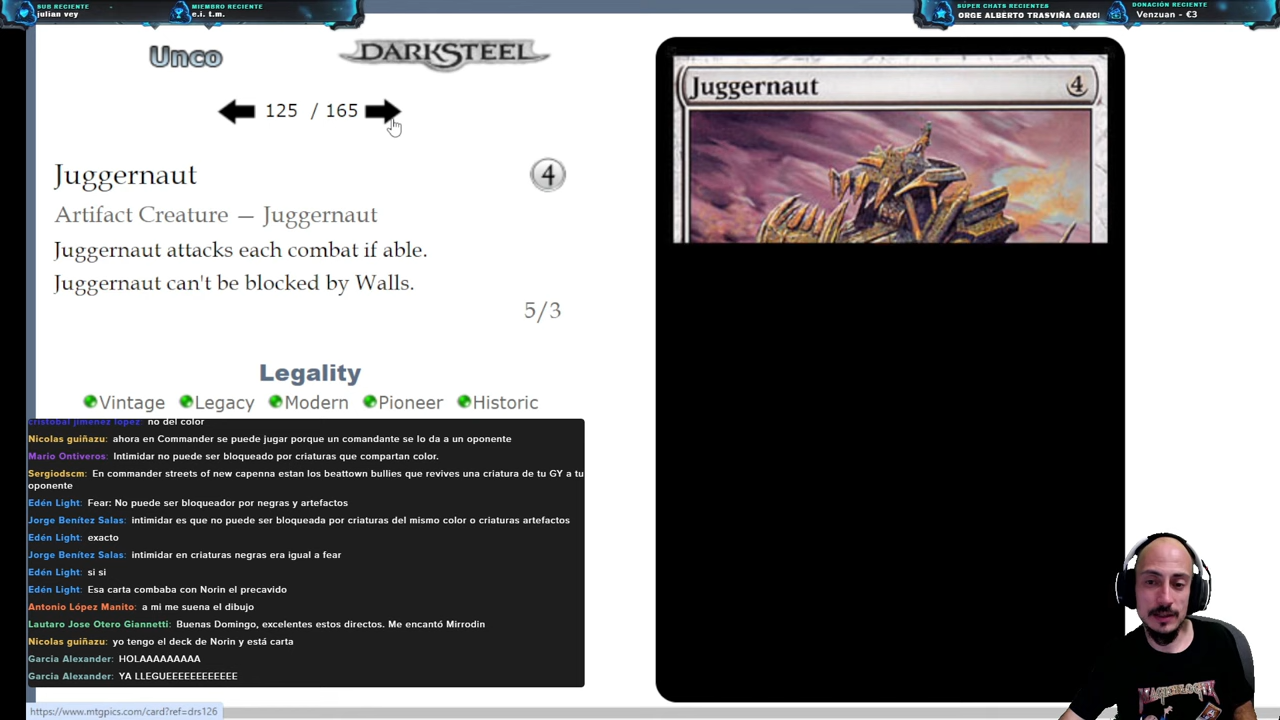 SUB RECIENTE
julian vey
MIEMBRO RECIENTE
e.i. t.m.
SÚPER CHATS RECIENTES
ORGE ALBERTO TRASVIÑA GARC
DONACIÓN RECIENTE
Venzuan - €3
Unco
DARKSTEEL
125 / 165
Juggernaut
4
Artifact Creature — Juggernaut
Juggernaut attacks each combat if able.
Juggernaut can't be blocked by Walls.
5/3
Legality
Vintage Legacy Modern Pioneer Historic
Juggernaut 4
cristobal jimenez lopez: no del color
Nicolas guiñazu: ahora en Commander se puede jugar porque un comandante se lo da a un oponente
Mario Ontiveros: Intimidar no puede ser bloqueado por criaturas que compartan color.
Sergiodscm: En commander streets of new capenna estan los beattown bullies que revives una criatura de tu GY a tu
oponente
Edén Light: Fear: No puede ser bloqueador por negras y artefactos
Jorge Benítez Salas: intimidar es que no puede ser bloqueada por criaturas del mismo color o criaturas artefactos
Edén Light: exacto
Jorge Benítez Salas: intimidar en criaturas negras era igual a fear
Edén Light: si si
Edén Light: Esa carta combaba con Norin el precavido
Antonio López Manito: a mi me suena el dibujo
Lautaro Jose Otero Giannetti: Buenas Domingo, excelentes estos directos. Me encantó Mirrodin
Nicolas guiñazu: yo tengo el deck de Norin y está carta
Garcia Alexander: HOLAAAAAAAAA
Garcia Alexander: YA LLEGUEEEEEEEEEEEE
https://www.mtgpics.com/card?ref=drs126